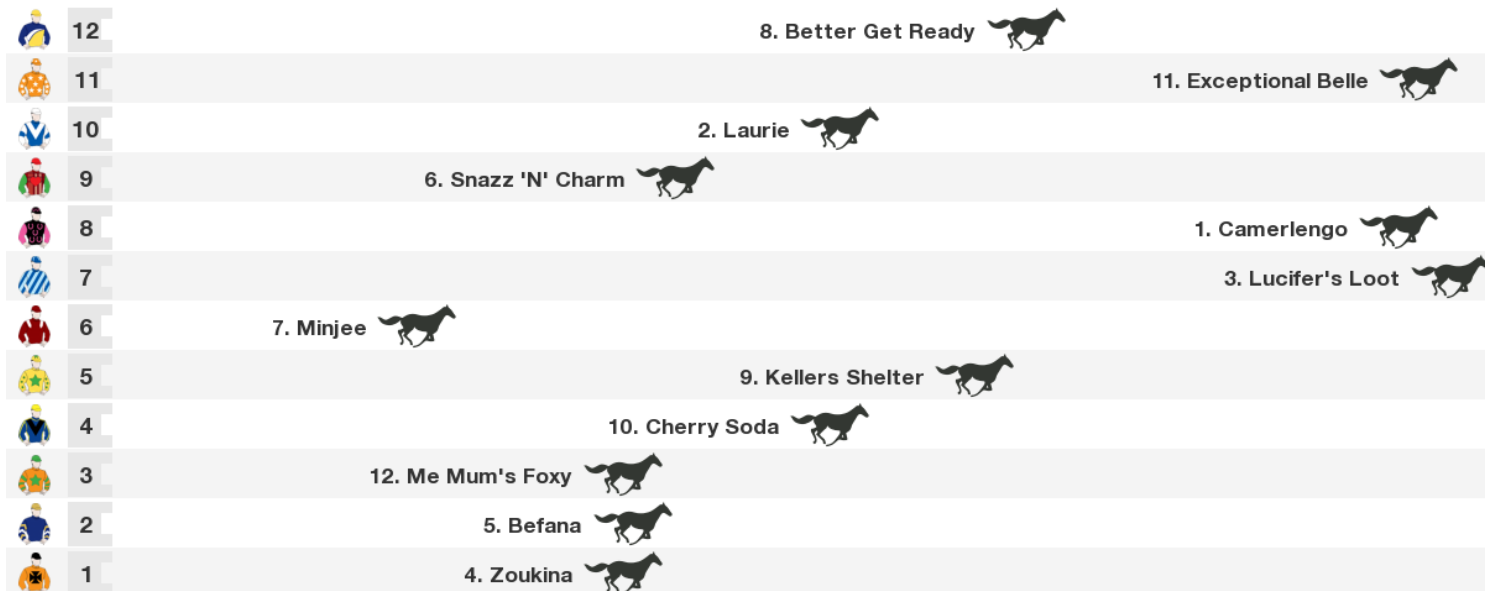 12 8. Better Get Ready
11 11. Exceptional Belle
10 2. Laurie
9 6. Snazz 'N' Charm
8 1. Camerlengo
7 3. Lucifer's Loot
6 7. Minjee
5 9. Kellers Shelter
4 10. Cherry Soda
3 12. Me Mum's Foxy
2 5. Befana
1 4. Zoukina